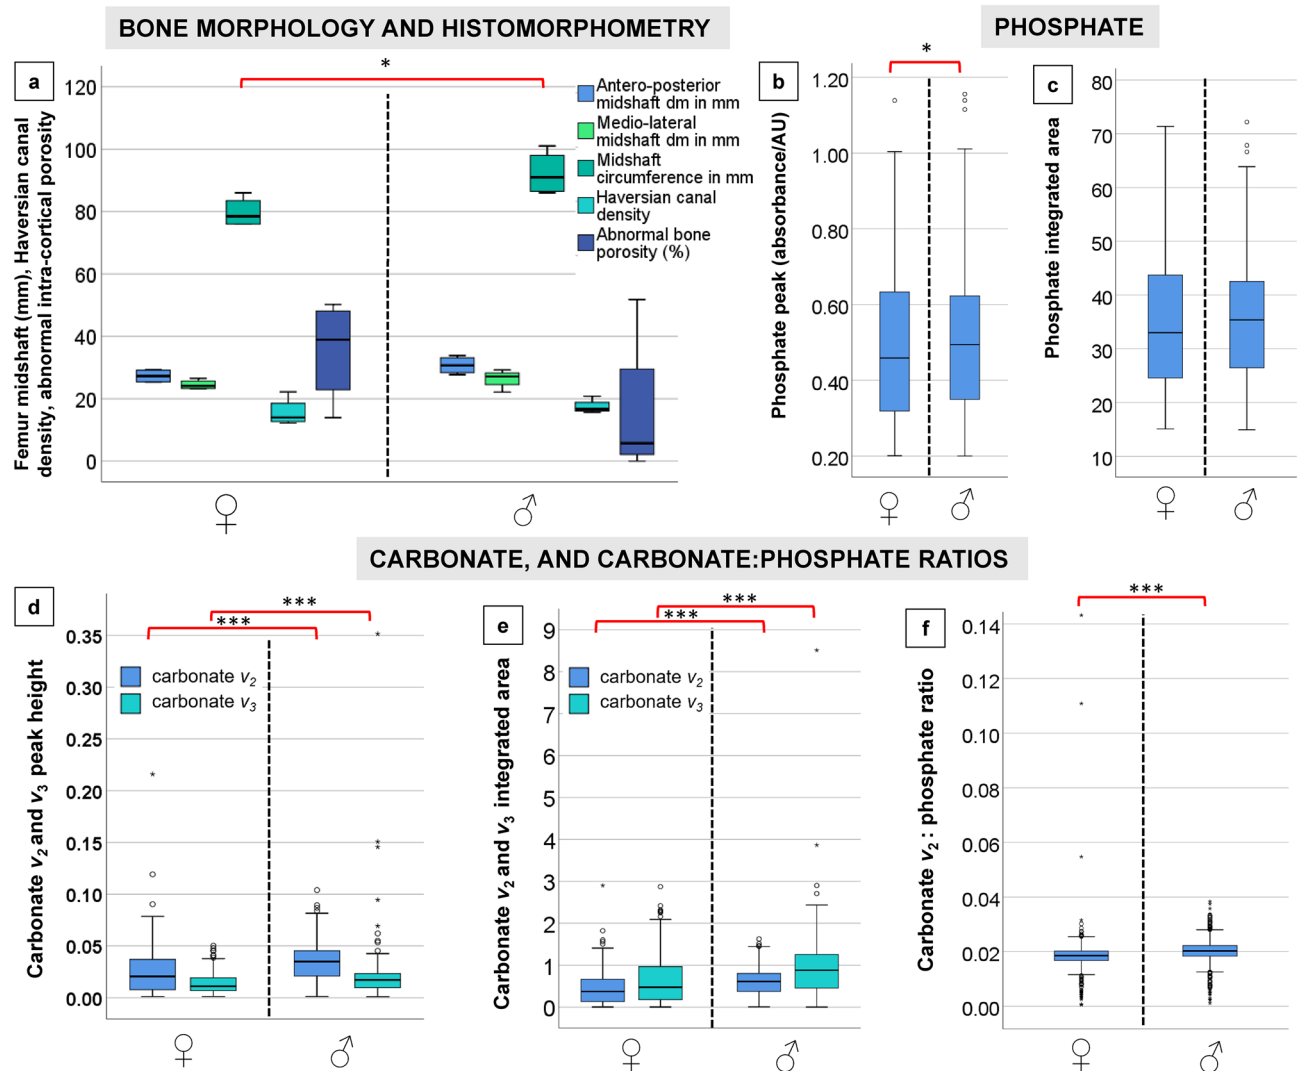 BONE MORPHOLOGY AND HISTOMORPHOMETRY
PHOSPHATE
a
Femur midshaft (mm), Haversian canal
density, abnormal intra-cortical porosity
120
100
80
60
40
20
0
*
Antero-posterior
midshaft dm in mm
Medio-lateral
midshaft dm in mm
Midshaft
circumference in mm
Haversian canal
density
Abnormal bone
porosity (%)
♀
♂
b
Phosphate peak (absorbance/AU)
1.20
1.00
0.80
0.60
0.40
0.20
*
♀
♂
c
Phosphate integrated area
80
70
60
50
40
30
20
10
♀
♂
CARBONATE, AND CARBONATE:PHOSPHATE RATIOS
d
Carbonate v2 and v3 peak height
0.35
0.30
0.25
0.20
0.15
0.10
0.05
0.00
***
***
carbonate v2
carbonate v3
♀
♂
e
Carbonate v2 and v3 integrated area
9
8
7
6
5
4
3
2
1
0
***
***
carbonate v2
carbonate v3
♀
♂
f
Carbonate v2 : phosphate ratio
0.14
0.12
0.10
0.08
0.06
0.04
0.02
0.00
***
♀
♂